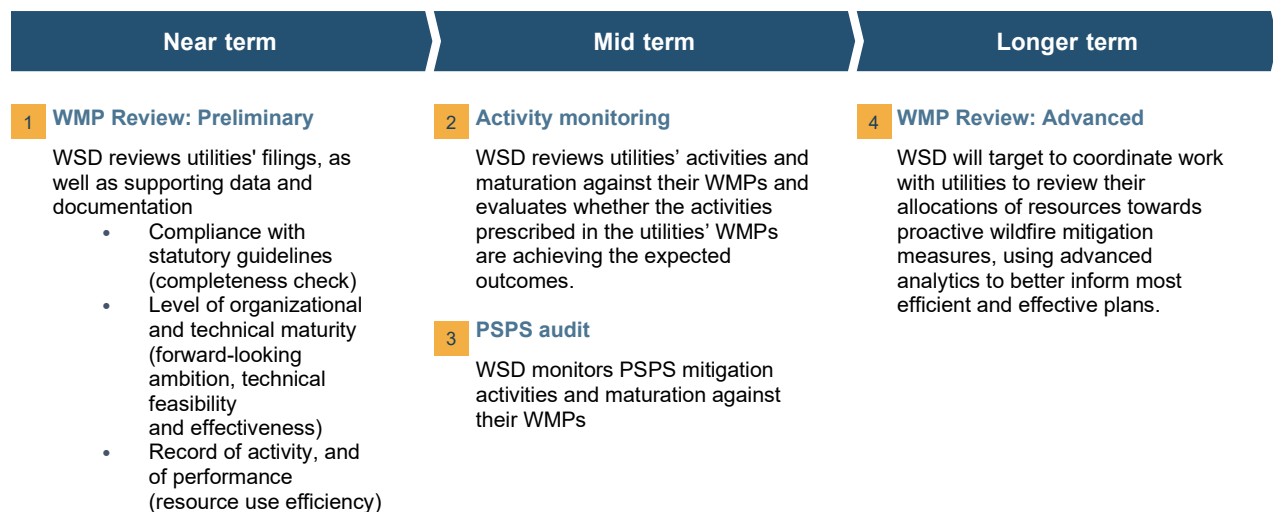 Near term
Mid term
Longer term
1 WMP Review: Preliminary
WSD reviews utilities' filings, as
well as supporting data and
documentation
• Compliance with
statutory guidelines
(completeness check)
• Level of organizational
and technical maturity
(forward-looking
ambition, technical
feasibility
and effectiveness)
• Record of activity, and
of performance
(resource use efficiency)
2 Activity monitoring
WSD reviews utilities’ activities and
maturation against their WMPs and
evaluates whether the activities
prescribed in the utilities’ WMPs
are achieving the expected
outcomes.
3 PSPS audit
WSD monitors PSPS mitigation
activities and maturation against
their WMPs
4 WMP Review: Advanced
WSD will target to coordinate work
with utilities to review their
allocations of resources towards
proactive wildfire mitigation
measures, using advanced
analytics to better inform most
efficient and effective plans.